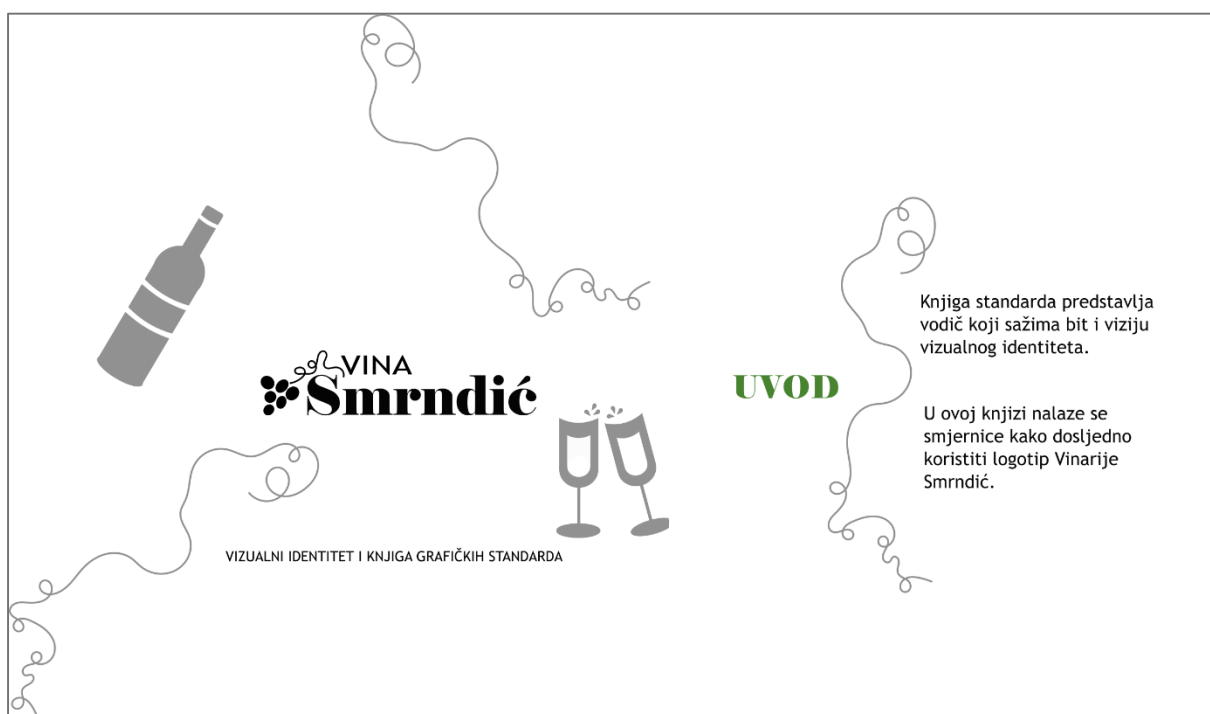 VINA
Smrndić
VIZUALNI IDENTITET I KNJIGA GRAFIČKIH STANDARDA
UVOD
Knjiga standarda predstavlja
vodič koji sažima bit i viziju
vizualnog identiteta.
U ovoj knjizi nalaze se
smjernice kako dosljedno
koristiti logotip Vinarije
Smrndić.